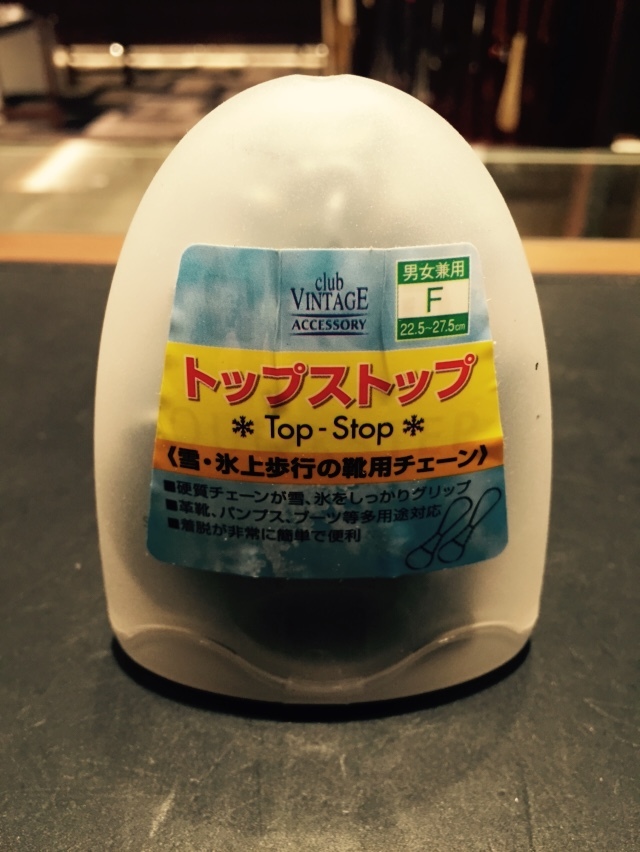 club
VINTAGE
ACCESSORY
男女兼用
F
22.5~27.5cm
トップストップ
Top-Stop
《雪・氷上歩行の靴用チェーン》
■硬質チェーンが雪、氷をしっかりグリップ
■革靴、パンプス、ブーツ等多用途対応
■着脱が非常に簡単で便利